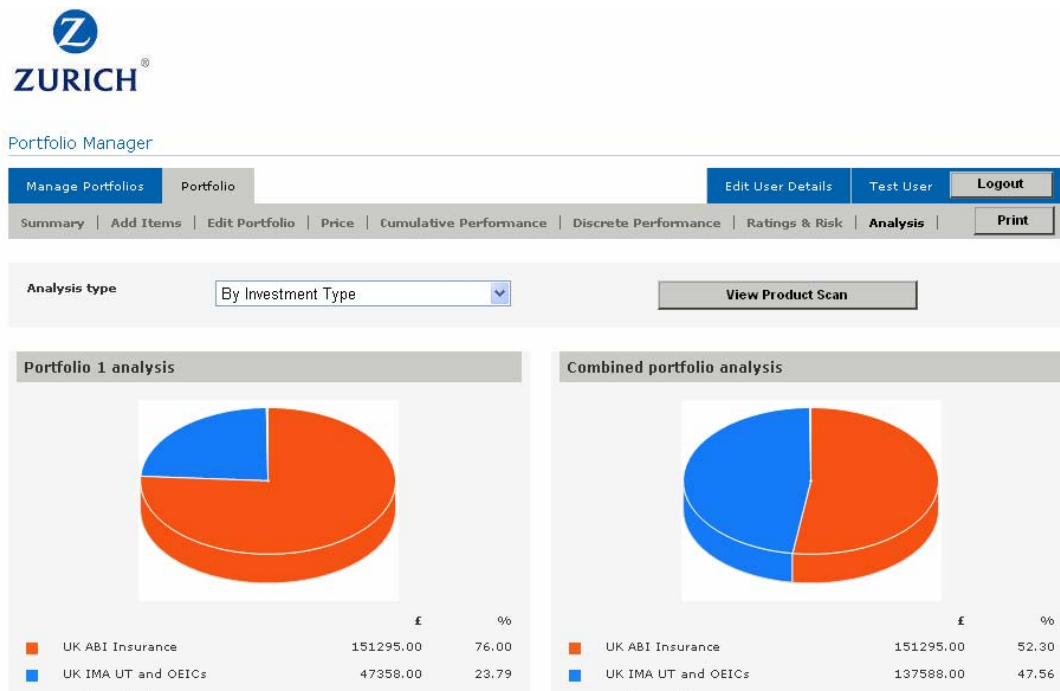 ZURICH®
Portfolio Manager
Manage Portfolios Portfolio Edit User Details Test User Logout
Summary | Add Items | Edit Portfolio | Price | Cumulative Performance | Discrete Performance | Ratings & Risk | Analysis | Print
Analysis type By Investment Type View Product Scan
Portfolio 1 analysis
£ %
UK ABI Insurance 151295.00 76.00
UK IMA UT and OEICs 47358.00 23.79
Combined portfolio analysis
£ %
UK ABI Insurance 151295.00 52.30
UK IMA UT and OEICs 137588.00 47.56